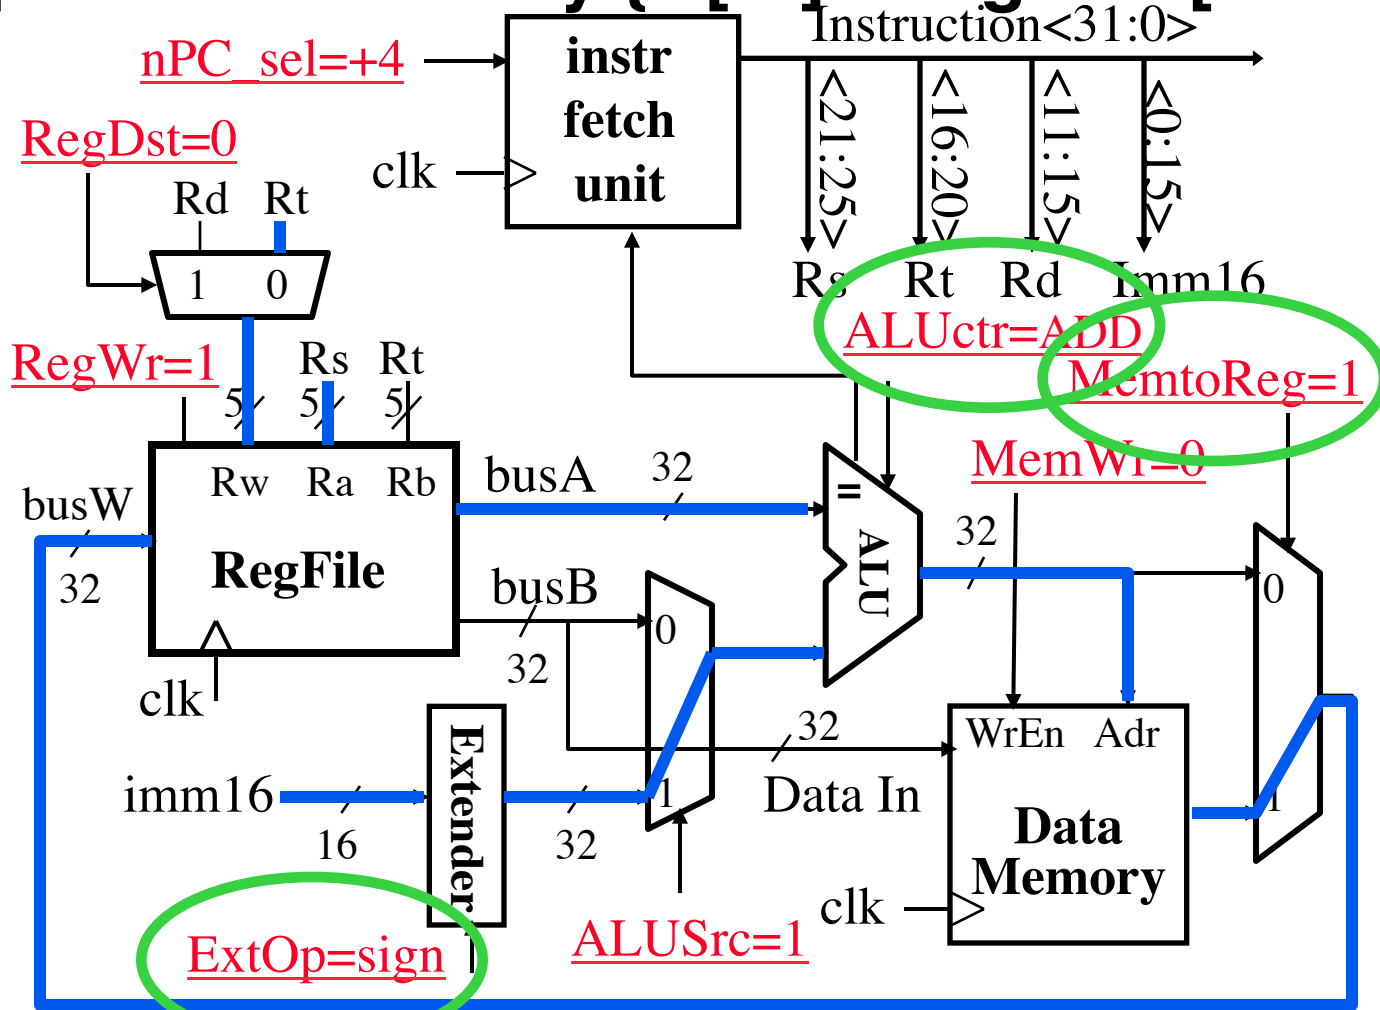 Instruction<31:0>
nPC_sel=+4
instr
fetch
unit
<21:25>
<16:20>
<11:15>
<0:15>
RegDst=0
clk
Rd Rt
1 0
Rs Rt Rd Imm16
ALUctr=ADD
RegWr=1
Rs Rt
MemtoReg=1
5 5 5
MemWr=0
Rw Ra Rb
busA 32
=
busW
32
RegFile
ALU
32
busB
0
0
32
clk
32
WrEn Adr
Extender
imm16
16
32
1
Data In
1
Data
Memory
clk
ExtOp=sign
ALUSrc=1